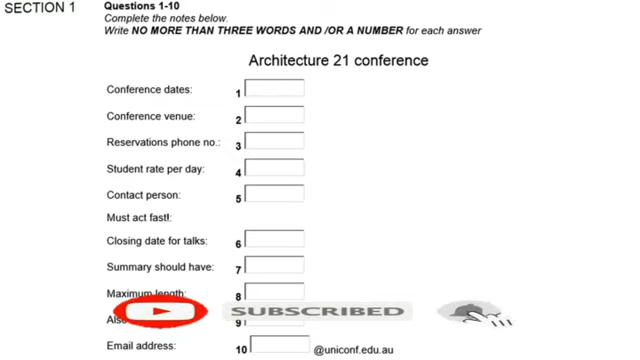 SECTION 1
Questions 1-10
Complete the notes below.
Write NO MORE THAN THREE WORDS AND /OR A NUMBER for each answer
Architecture 21 conference
Conference dates: 1
Conference venue: 2
Reservations phone no.: 3
Student rate per day: 4
Contact person: 5
Must act fast!
Closing date for talks: 6
Summary should have: 7
Maximum length: 8
SUBSCRIBED
9
Email address: 10 @uniconf.edu.au